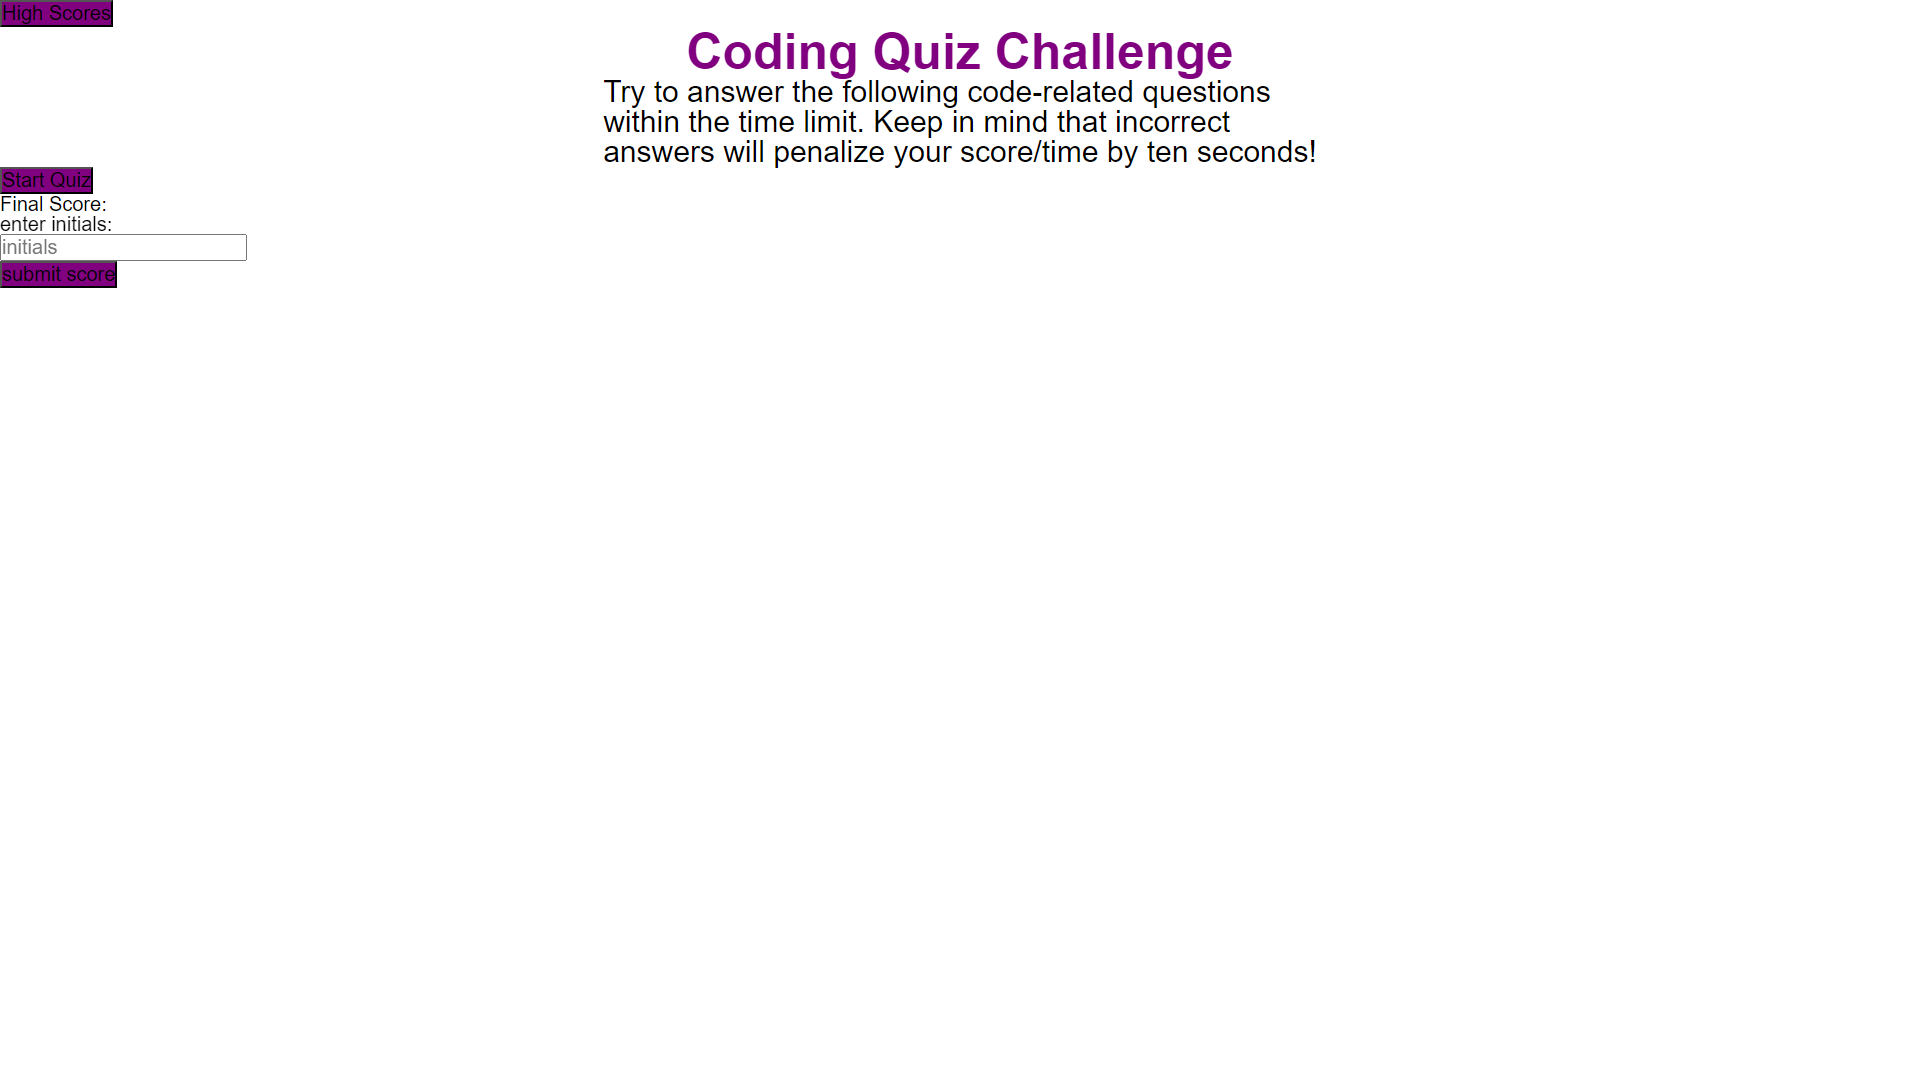 High Scores
Coding Quiz Challenge
Try to answer the following code-related questions
within the time limit. Keep in mind that incorrect
answers will penalize your score/time by ten seconds!
Start Quiz
Final Score:
enter initials:
initials
submit score